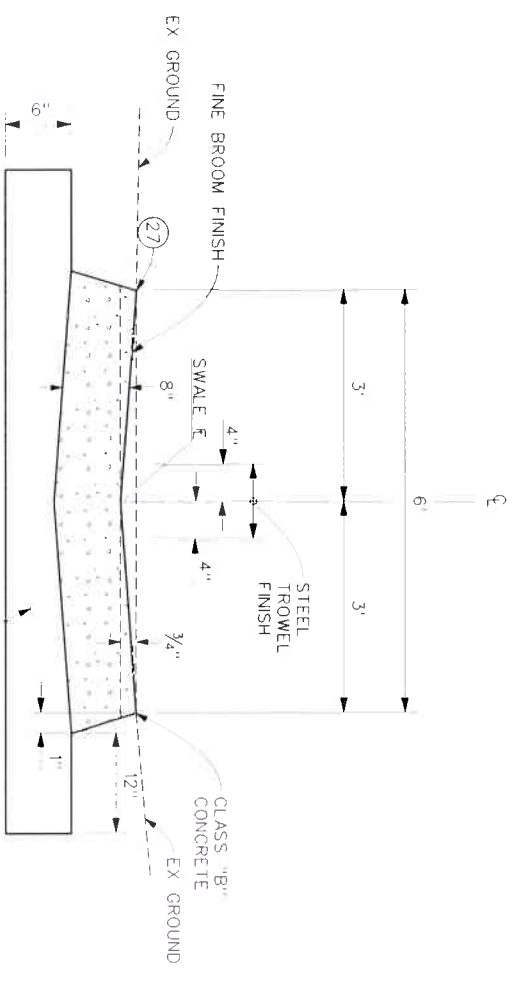 ℄
6'
3'
3'
STEEL
TROWEL
FINISH
4"
4"
SWALE ℄
FINE BROOM FINISH
EX GROUND
27
8"
3/4"
CLASS "B"
CONCRETE
EX GROUND
6"
1"
12"